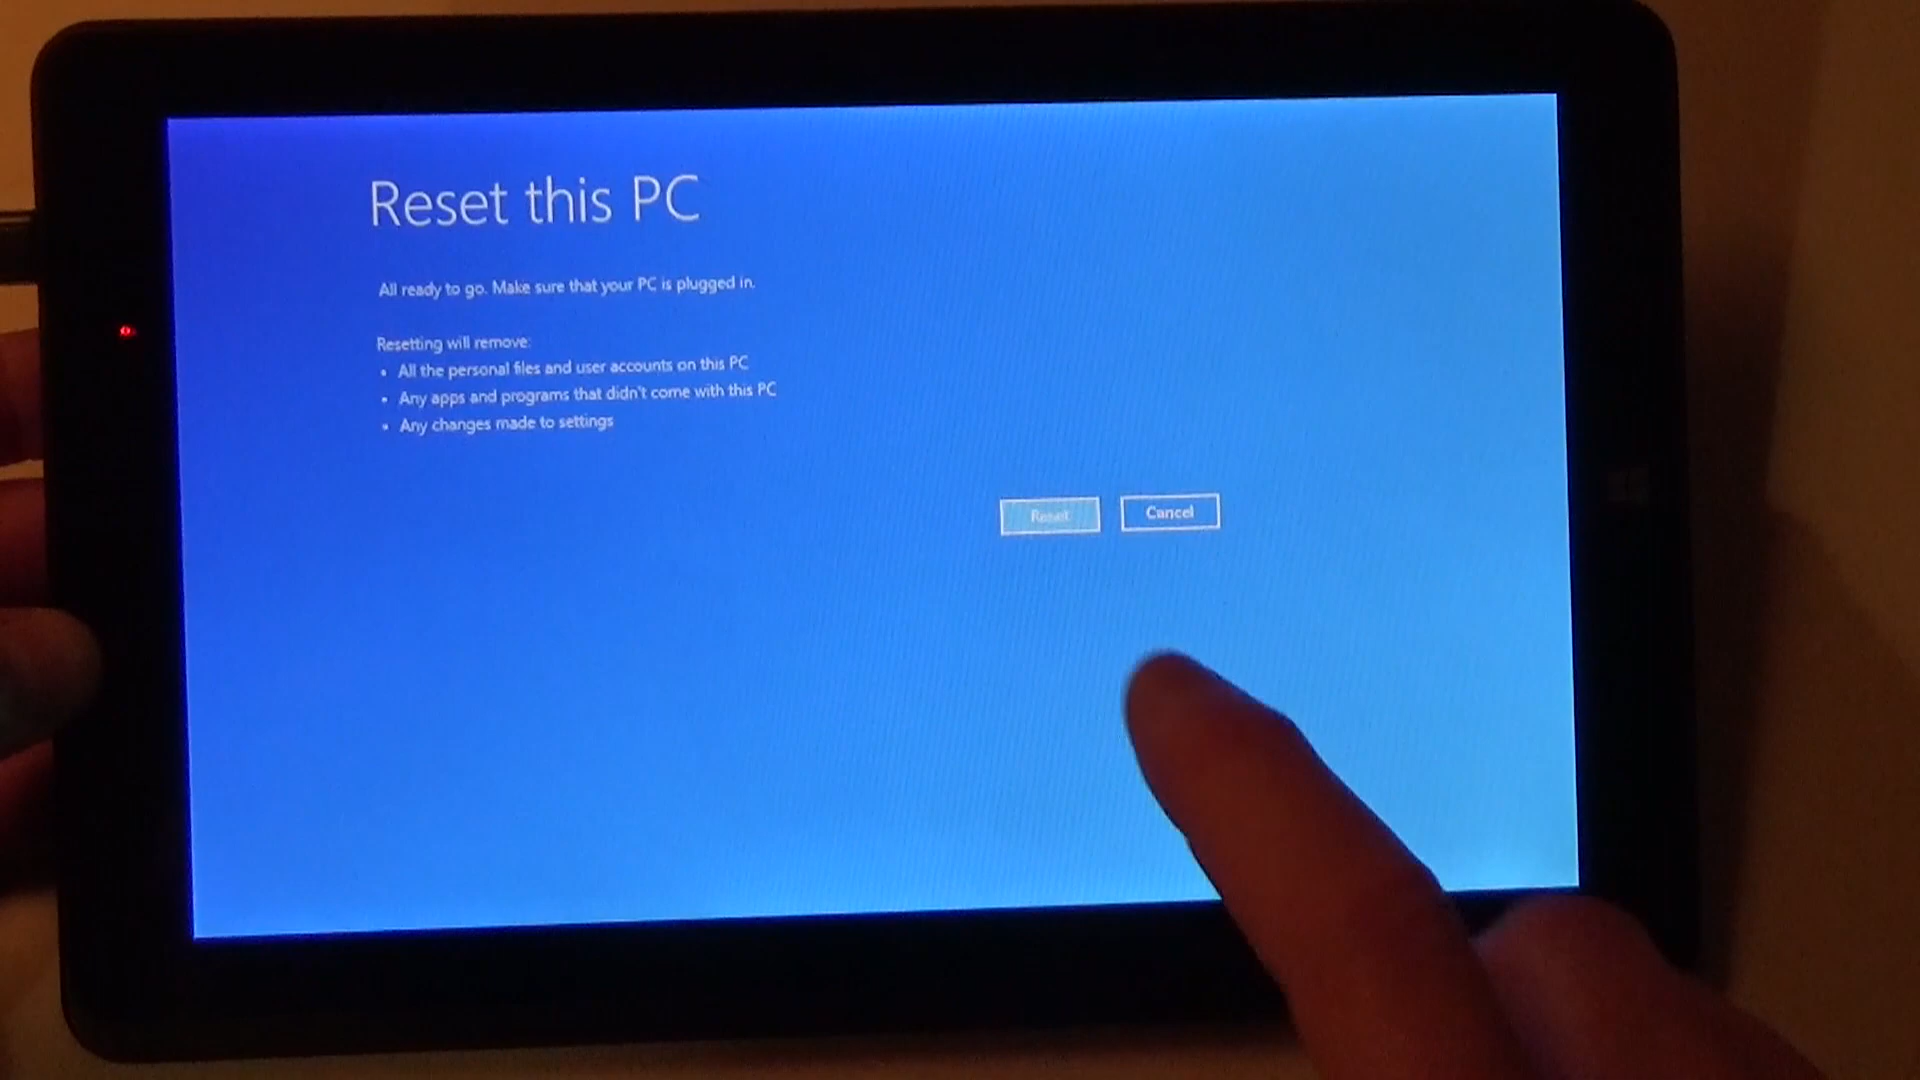 Reset this PC
All ready to go. Make sure that your PC is plugged in.
Resetting will remove:
• All the personal files and user accounts on this PC
• Any apps and programs that didn't come with this PC
• Any changes made to settings
Reset Cancel